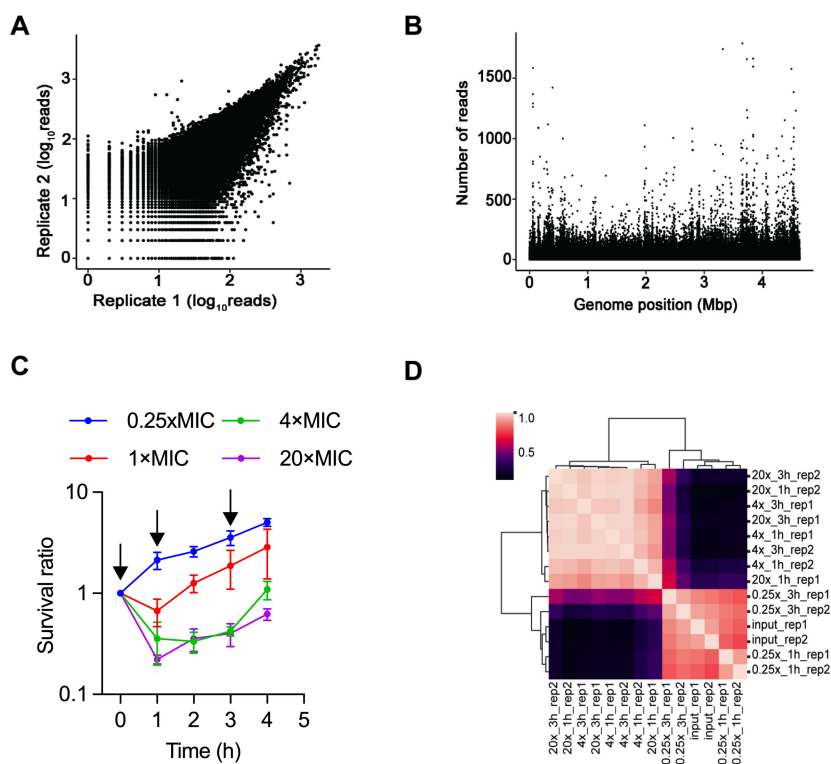 A
Replicate 2 (log10reads)
3
2
1
0
0 1 2 3
Replicate 1 (log10reads)
B
Number of reads
1500
1000
500
0
0 1 2 3 4
Genome position (Mbp)
C
0.25xMIC
4×MIC
1×MIC
20×MIC
Survival ratio
10
1
0.1
0 1 2 3 4 5
Time (h)
D
1.0
0.5
20x_3h_rep2
20x_1h_rep2
4x_3h_rep1
20x_3h_rep1
4x_1h_rep1
4x_3h_rep2
4x_1h_rep2
20x_1h_rep1
0.25x_3h_rep1
0.25x_3h_rep2
input_rep1
input_rep2
0.25x_1h_rep1
0.25x_1h_rep2
20x_3h_rep2
20x_1h_rep2
4x_3h_rep1
20x_3h_rep1
4x_1h_rep1
4x_3h_rep2
4x_1h_rep2
20x_1h_rep1
0.25x_3h_rep1
0.25x_3h_rep2
input_rep1
input_rep2
0.25x_1h_rep1
0.25x_1h_rep2